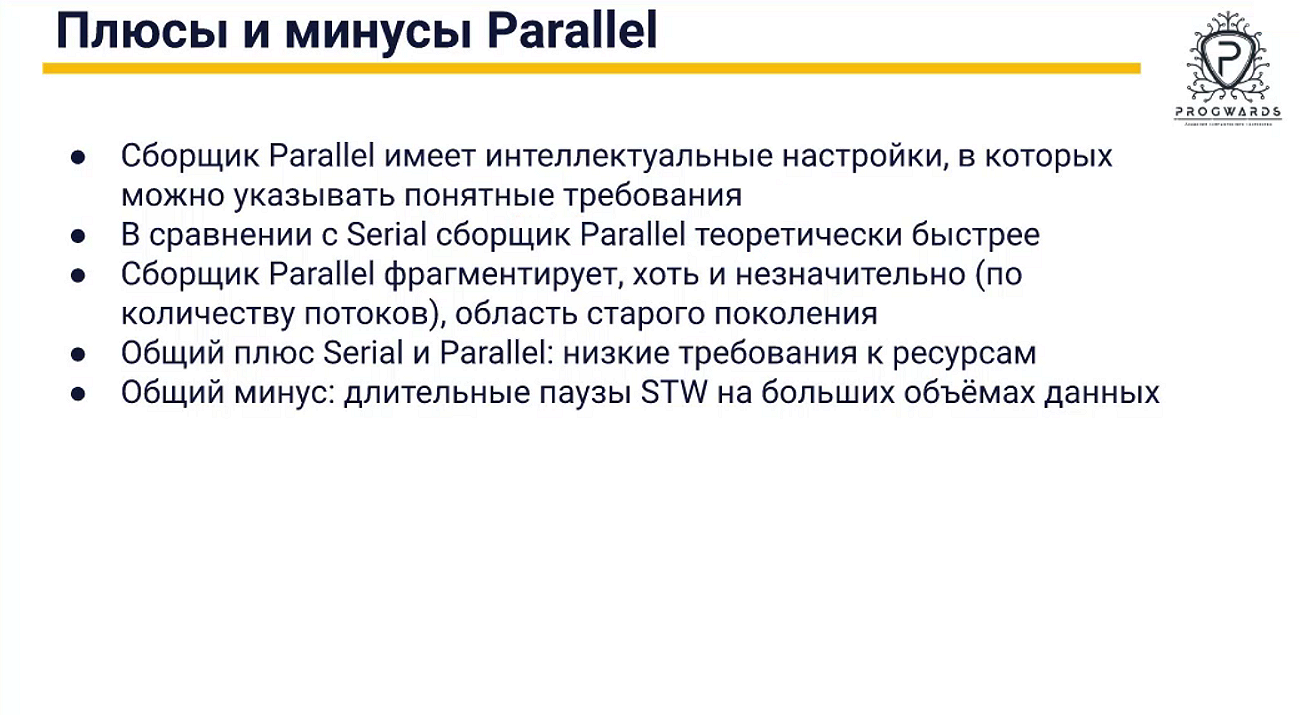 Плюсы и минусы Parallel
PROGWARDS
● Сборщик Parallel имеет интеллектуальные настройки, в которых
можно указывать понятные требования
● В сравнении с Serial сборщик Parallel теоретически быстрее
● Сборщик Parallel фрагментирует, хоть и незначительно (по
количеству потоков), область старого поколения
● Общий плюс Serial и Parallel: низкие требования к ресурсам
● Общий минус: длительные паузы STW на больших объёмах данных